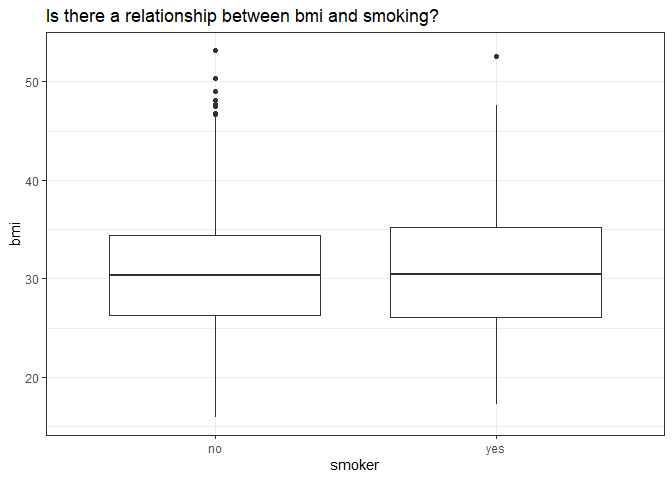 Is there a relationship between bmi and smoking?
50
40
30
20
bmi
no yes
smoker